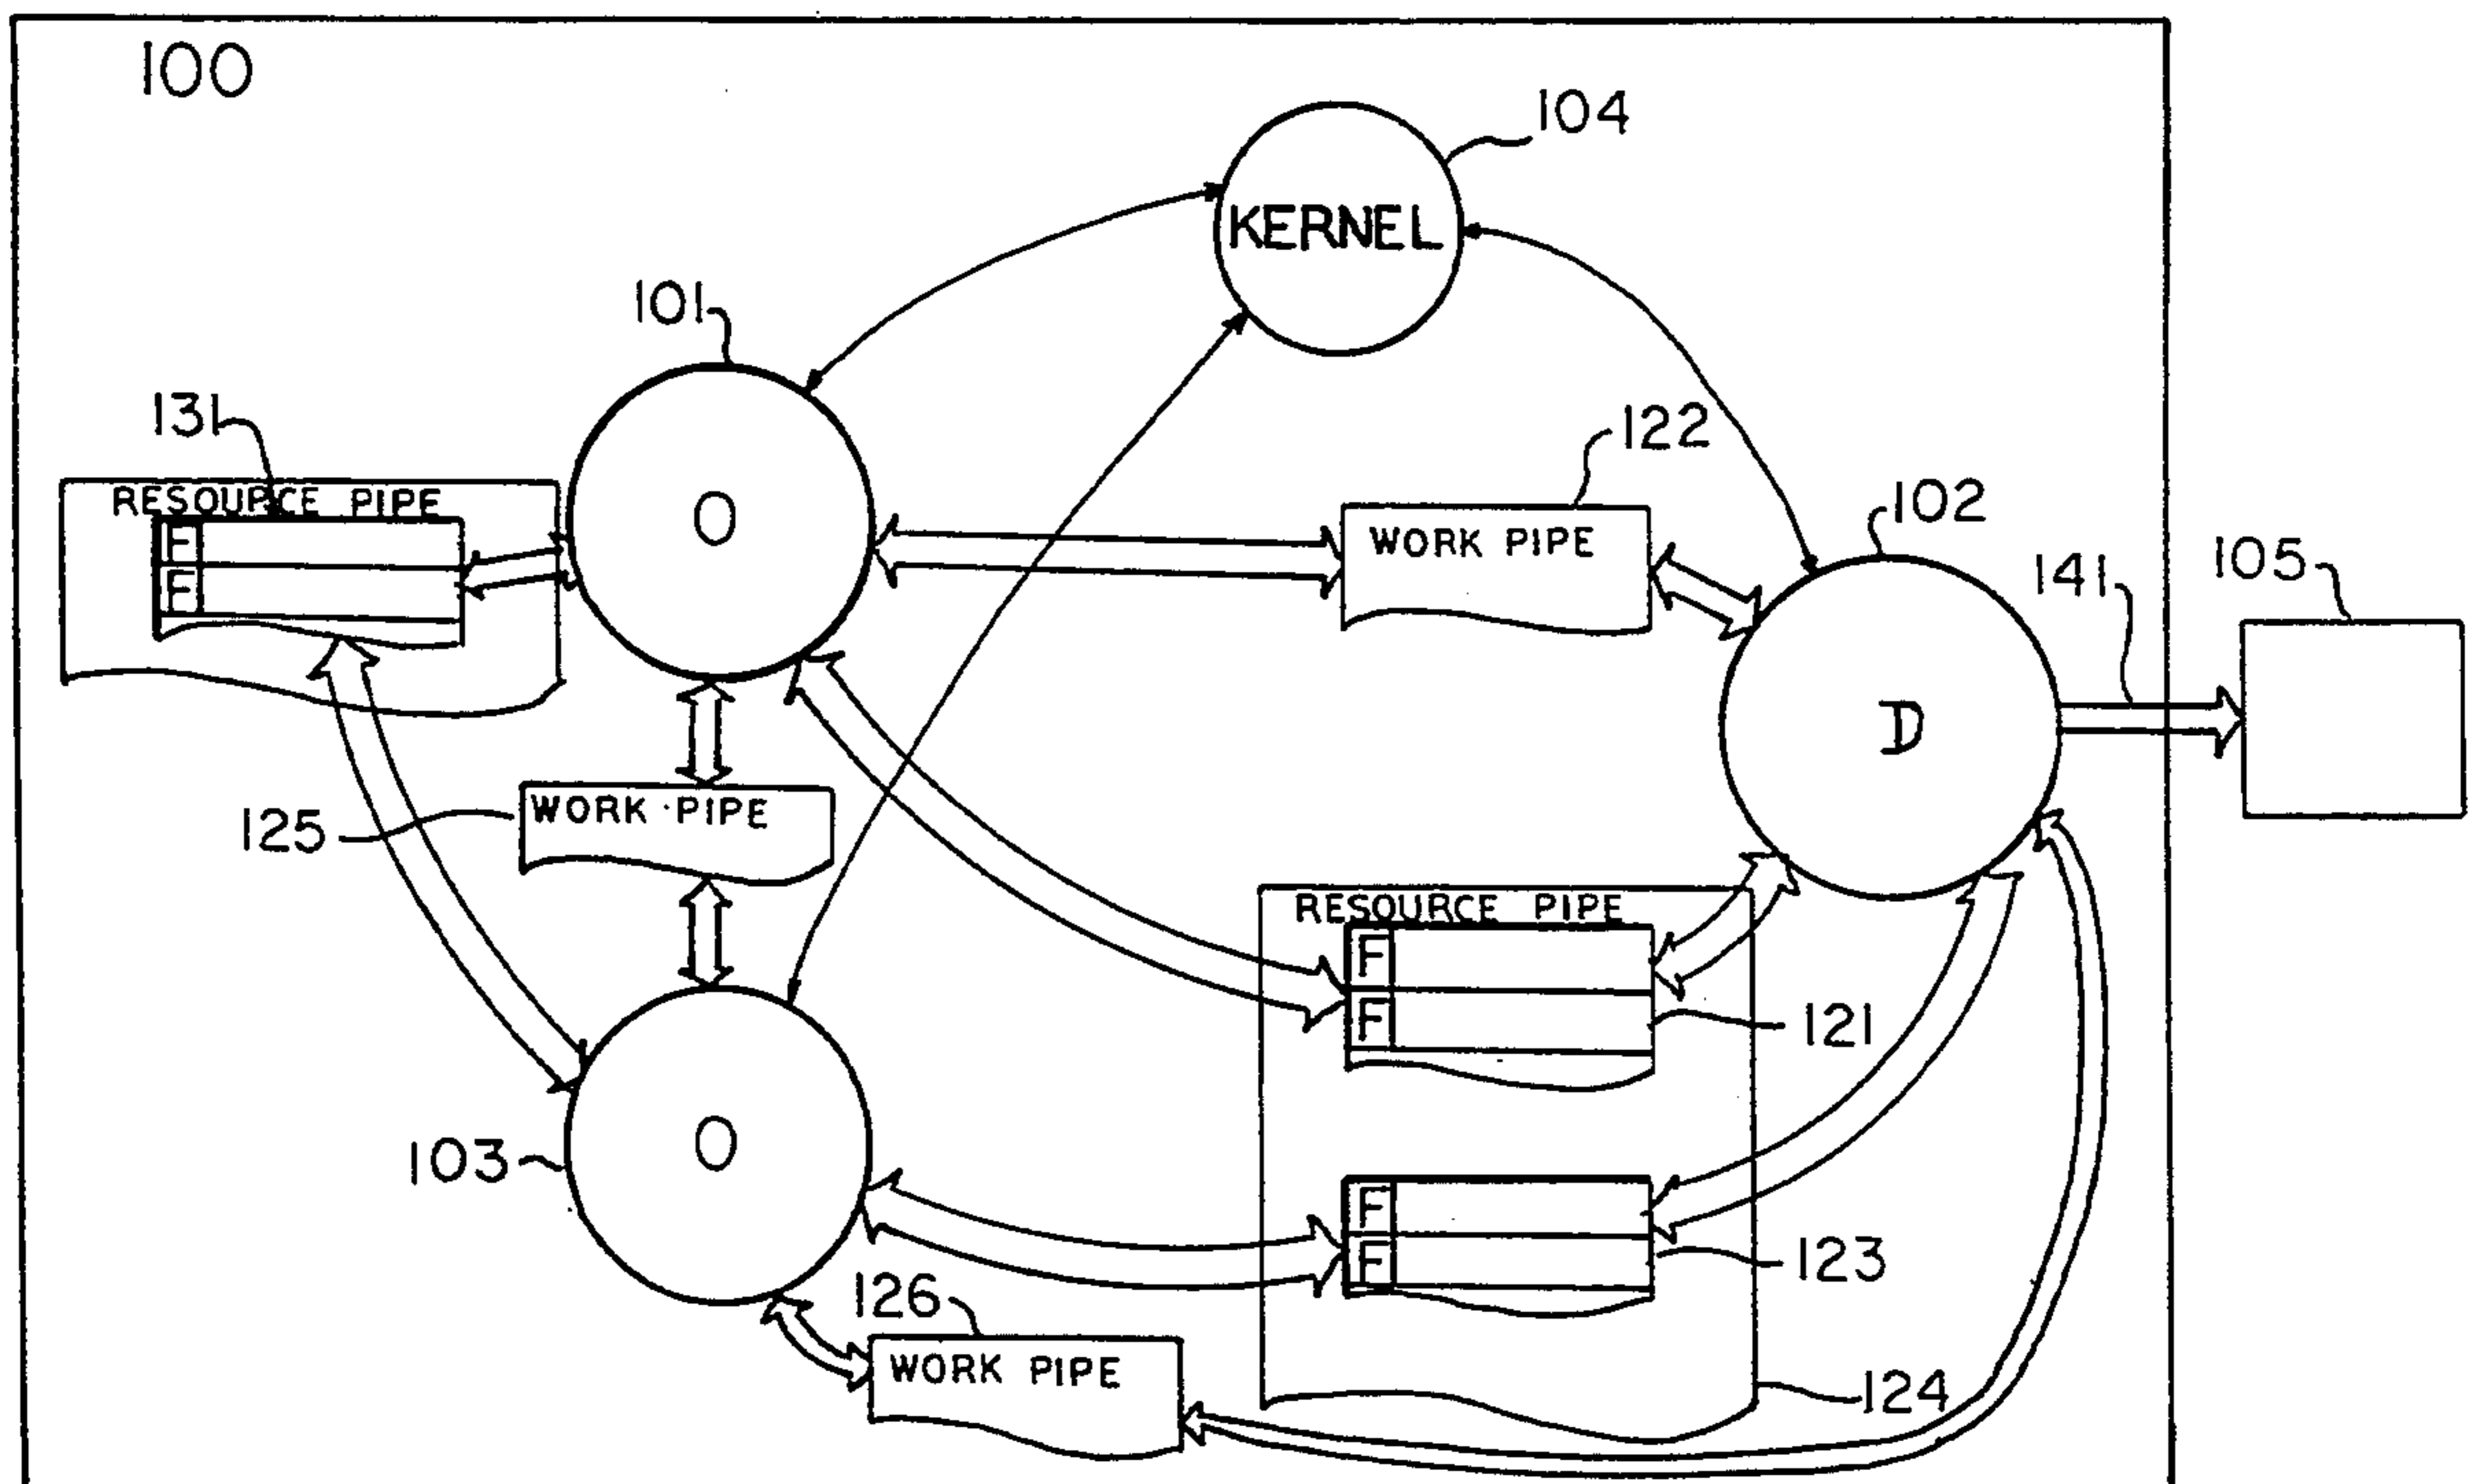 100
104
KERNEL
101
131
122
RESOURCE PIPE
F
F
O
WORK PIPE
102
141
105
D
125
WORK PIPE
RESOURCE PIPE
F
F
121
103
O
F
F
123
126
WORK PIPE
124